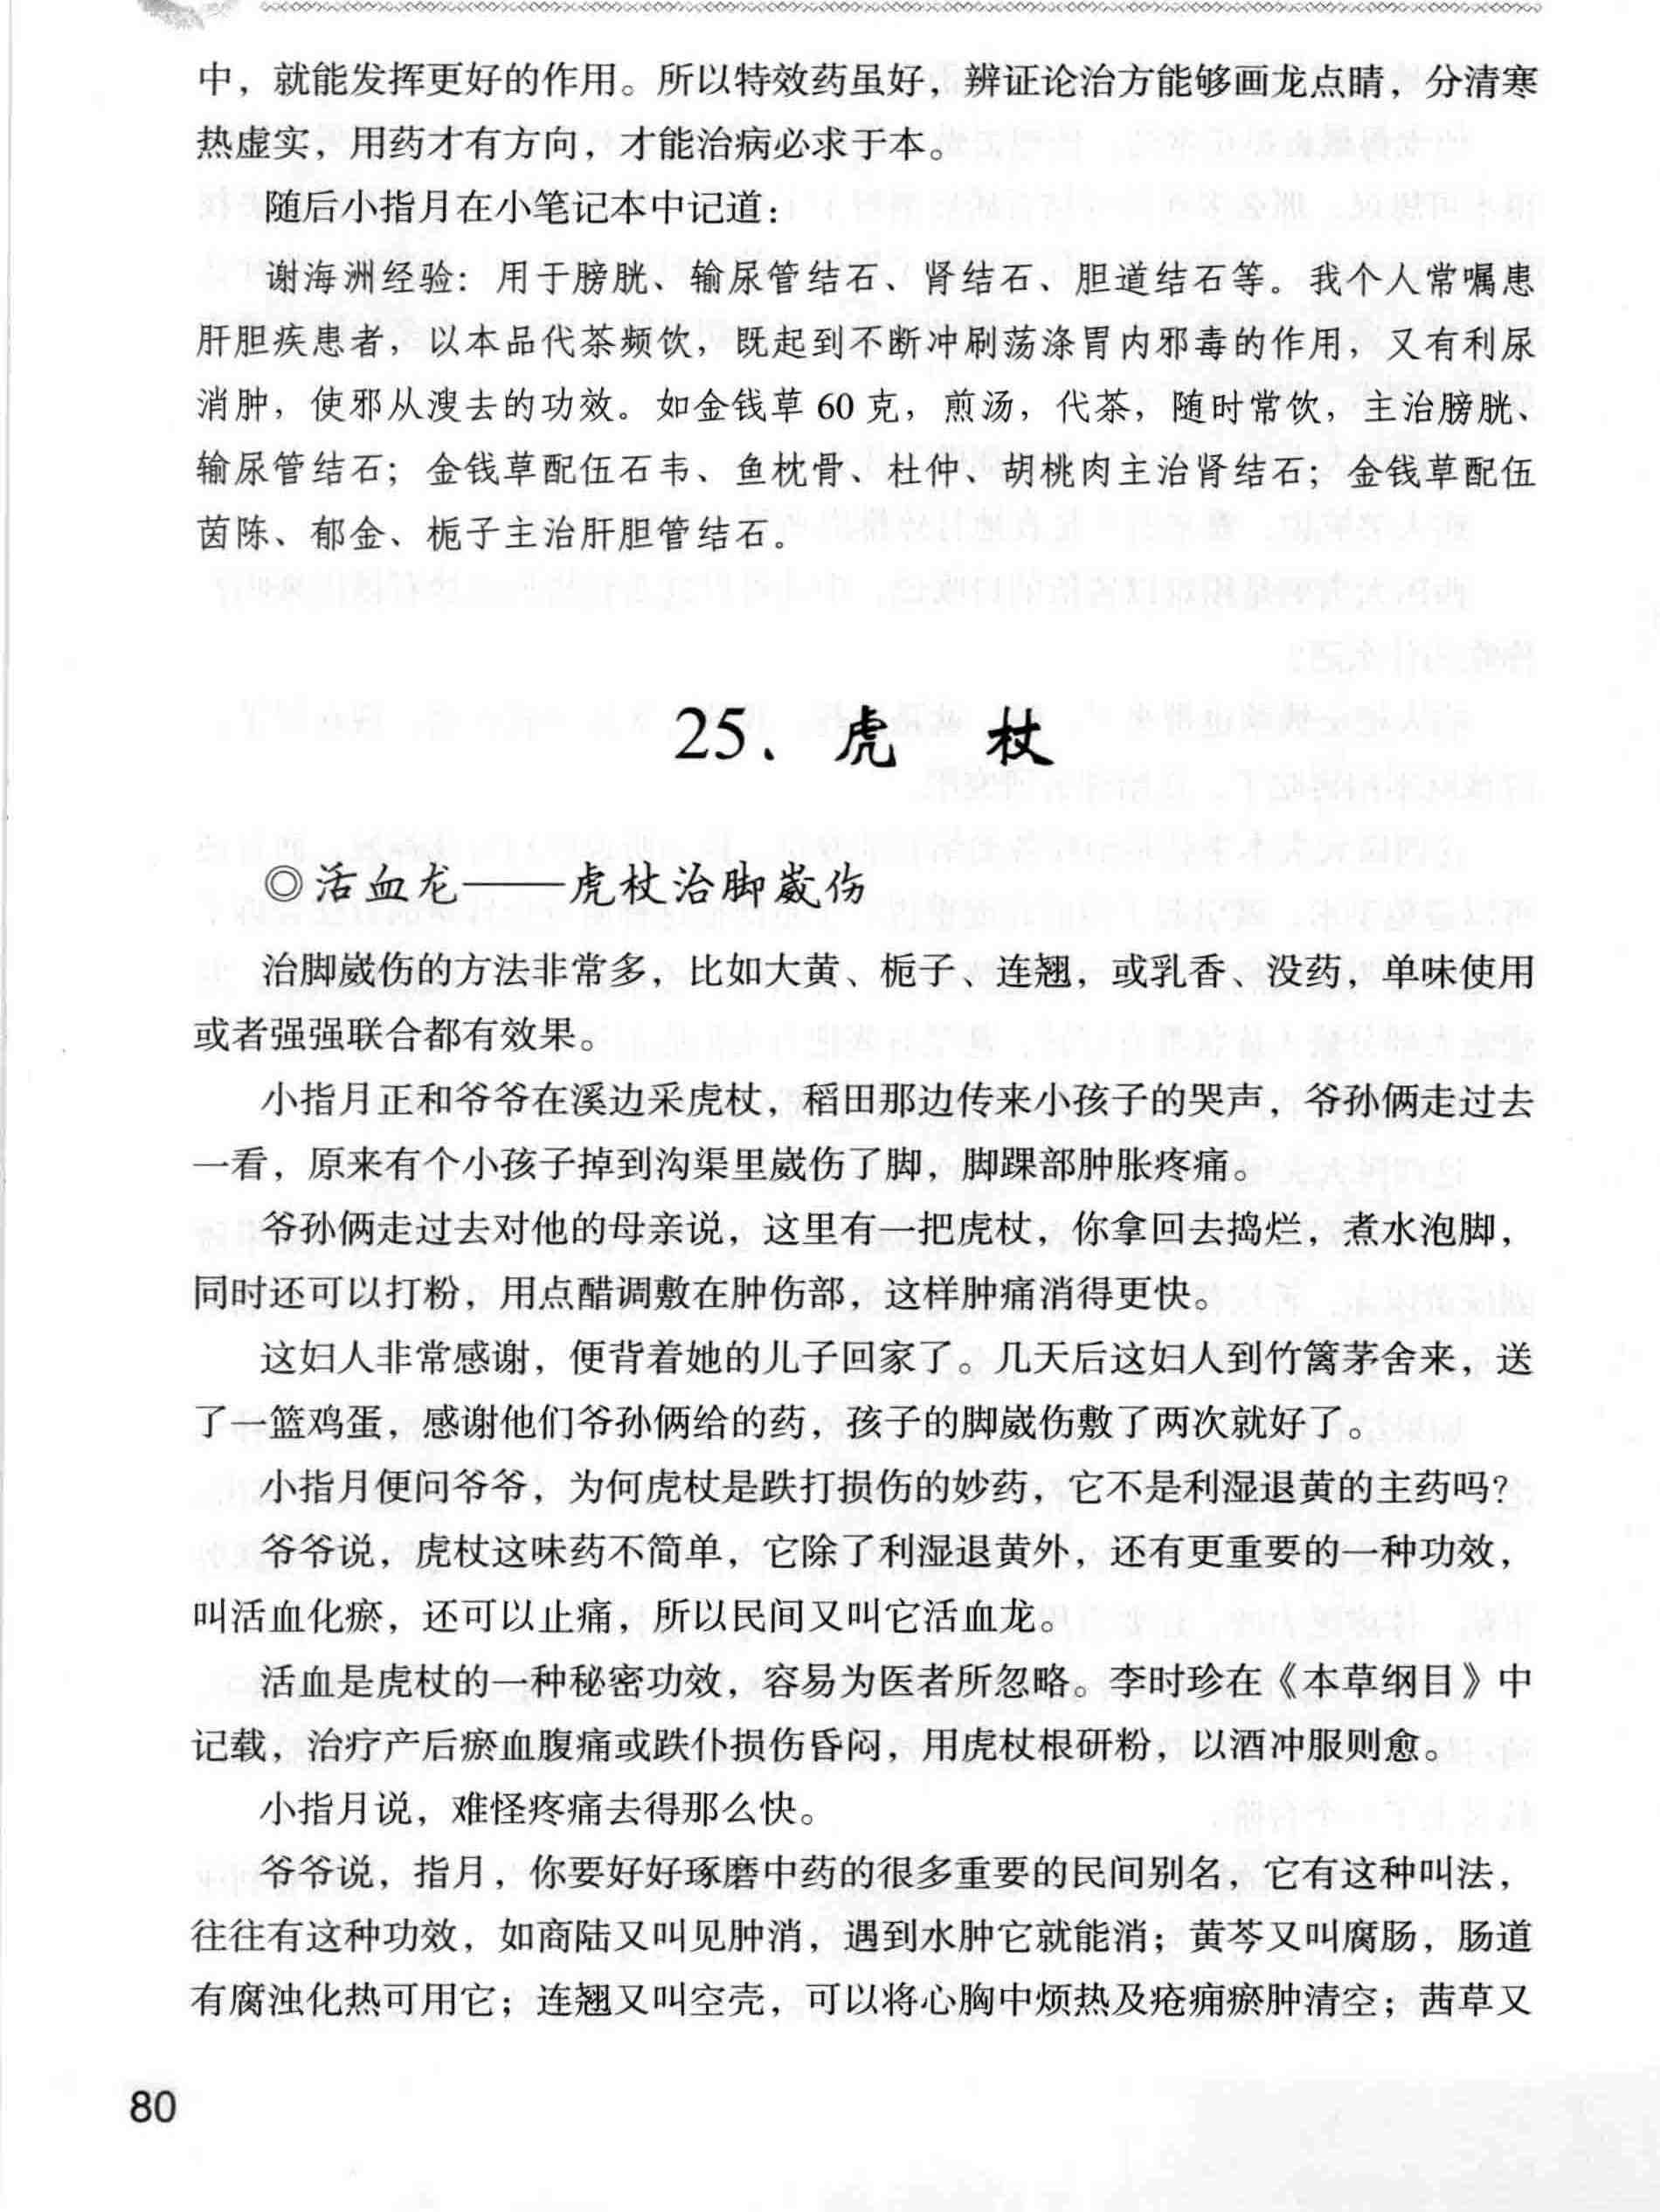 中，就能发挥更好的作用。所以特效药虽好，辨证论治方能够画龙点睛，分清寒
热虚实，用药才有方向，才能治病必求于本。
随后小指月在小笔记本中记道：
谢海洲经验：用于膀胱、输尿管结石、肾结石、胆道结石等。我个人常嘱患
肝胆疾患者，以本品代茶频饮，既起到不断冲刷荡涤胃内邪毒的作用，又有利尿
消肿，使邪从溲去的功效。如金钱草 60 克，煎汤，代茶，随时常饮，主治膀胱、
输尿管结石；金钱草配伍石韦、鱼枕骨、杜仲、胡桃肉主治肾结石；金钱草配伍
茵陈、郁金、栀子主治肝胆管结石。
25、虎 杖
◎活血龙——虎杖治脚崴伤
治脚崴伤的方法非常多，比如大黄、栀子、连翘，或乳香、没药，单味使用
或者强强联合都有效果。
小指月正和爷爷在溪边采虎杖，稻田那边传来小孩子的哭声，爷孙俩走过去
一看，原来有个小孩子掉到沟渠里崴伤了脚，脚踝部肿胀疼痛。
爷孙俩走过去对他的母亲说，这里有一把虎杖，你拿回去捣烂，煮水泡脚，
同时还可以打粉，用点醋调敷在肿伤部，这样肿痛消得更快。
这妇人非常感谢，便背着她的儿子回家了。几天后这妇人到竹篱茅舍来，送
了一篮鸡蛋，感谢他们爷孙俩给的药，孩子的脚崴伤敷了两次就好了。
小指月便问爷爷，为何虎杖是跌打损伤的妙药，它不是利湿退黄的主药吗？
爷爷说，虎杖这味药不简单，它除了利湿退黄外，还有更重要的一种功效，
叫活血化瘀，还可以止痛，所以民间又叫它活血龙。
活血是虎杖的一种秘密功效，容易为医者所忽略。李时珍在《本草纲目》中
记载，治疗产后瘀血腹痛或跌仆损伤昏闷，用虎杖根研粉，以酒冲服则愈。
小指月说，难怪疼痛去得那么快。
爷爷说，指月，你要好好琢磨中药的很多重要的民间别名，它有这种叫法，
往往有这种功效，如商陆又叫见肿消，遇到水肿它就能消；黄芩又叫腐肠，肠道
有腐浊化热可用它；连翘又叫空壳，可以将心胸中烦热及疮痈瘀肿清空；茜草又
80